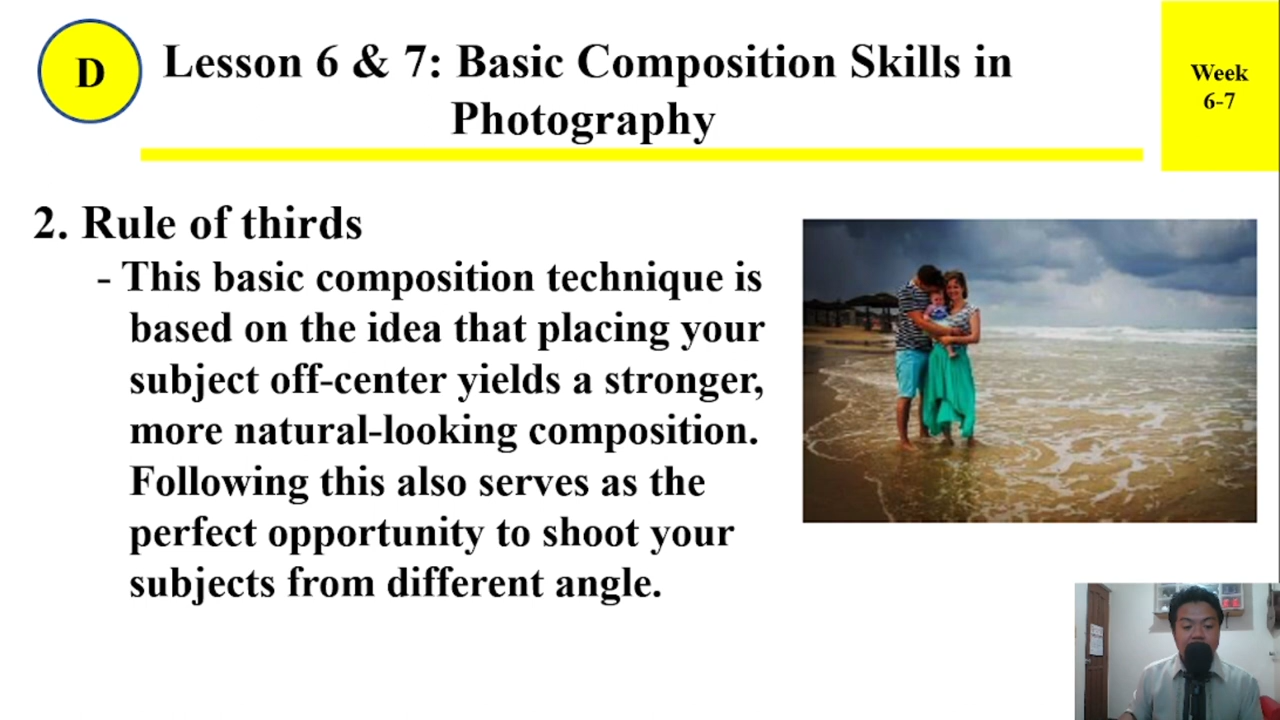 D
Lesson 6 & 7: Basic Composition Skills in
Photography
Week
6-7
2. Rule of thirds
- This basic composition technique is
based on the idea that placing your
subject off-center yields a stronger,
more natural-looking composition.
Following this also serves as the
perfect opportunity to shoot your
subjects from different angle.